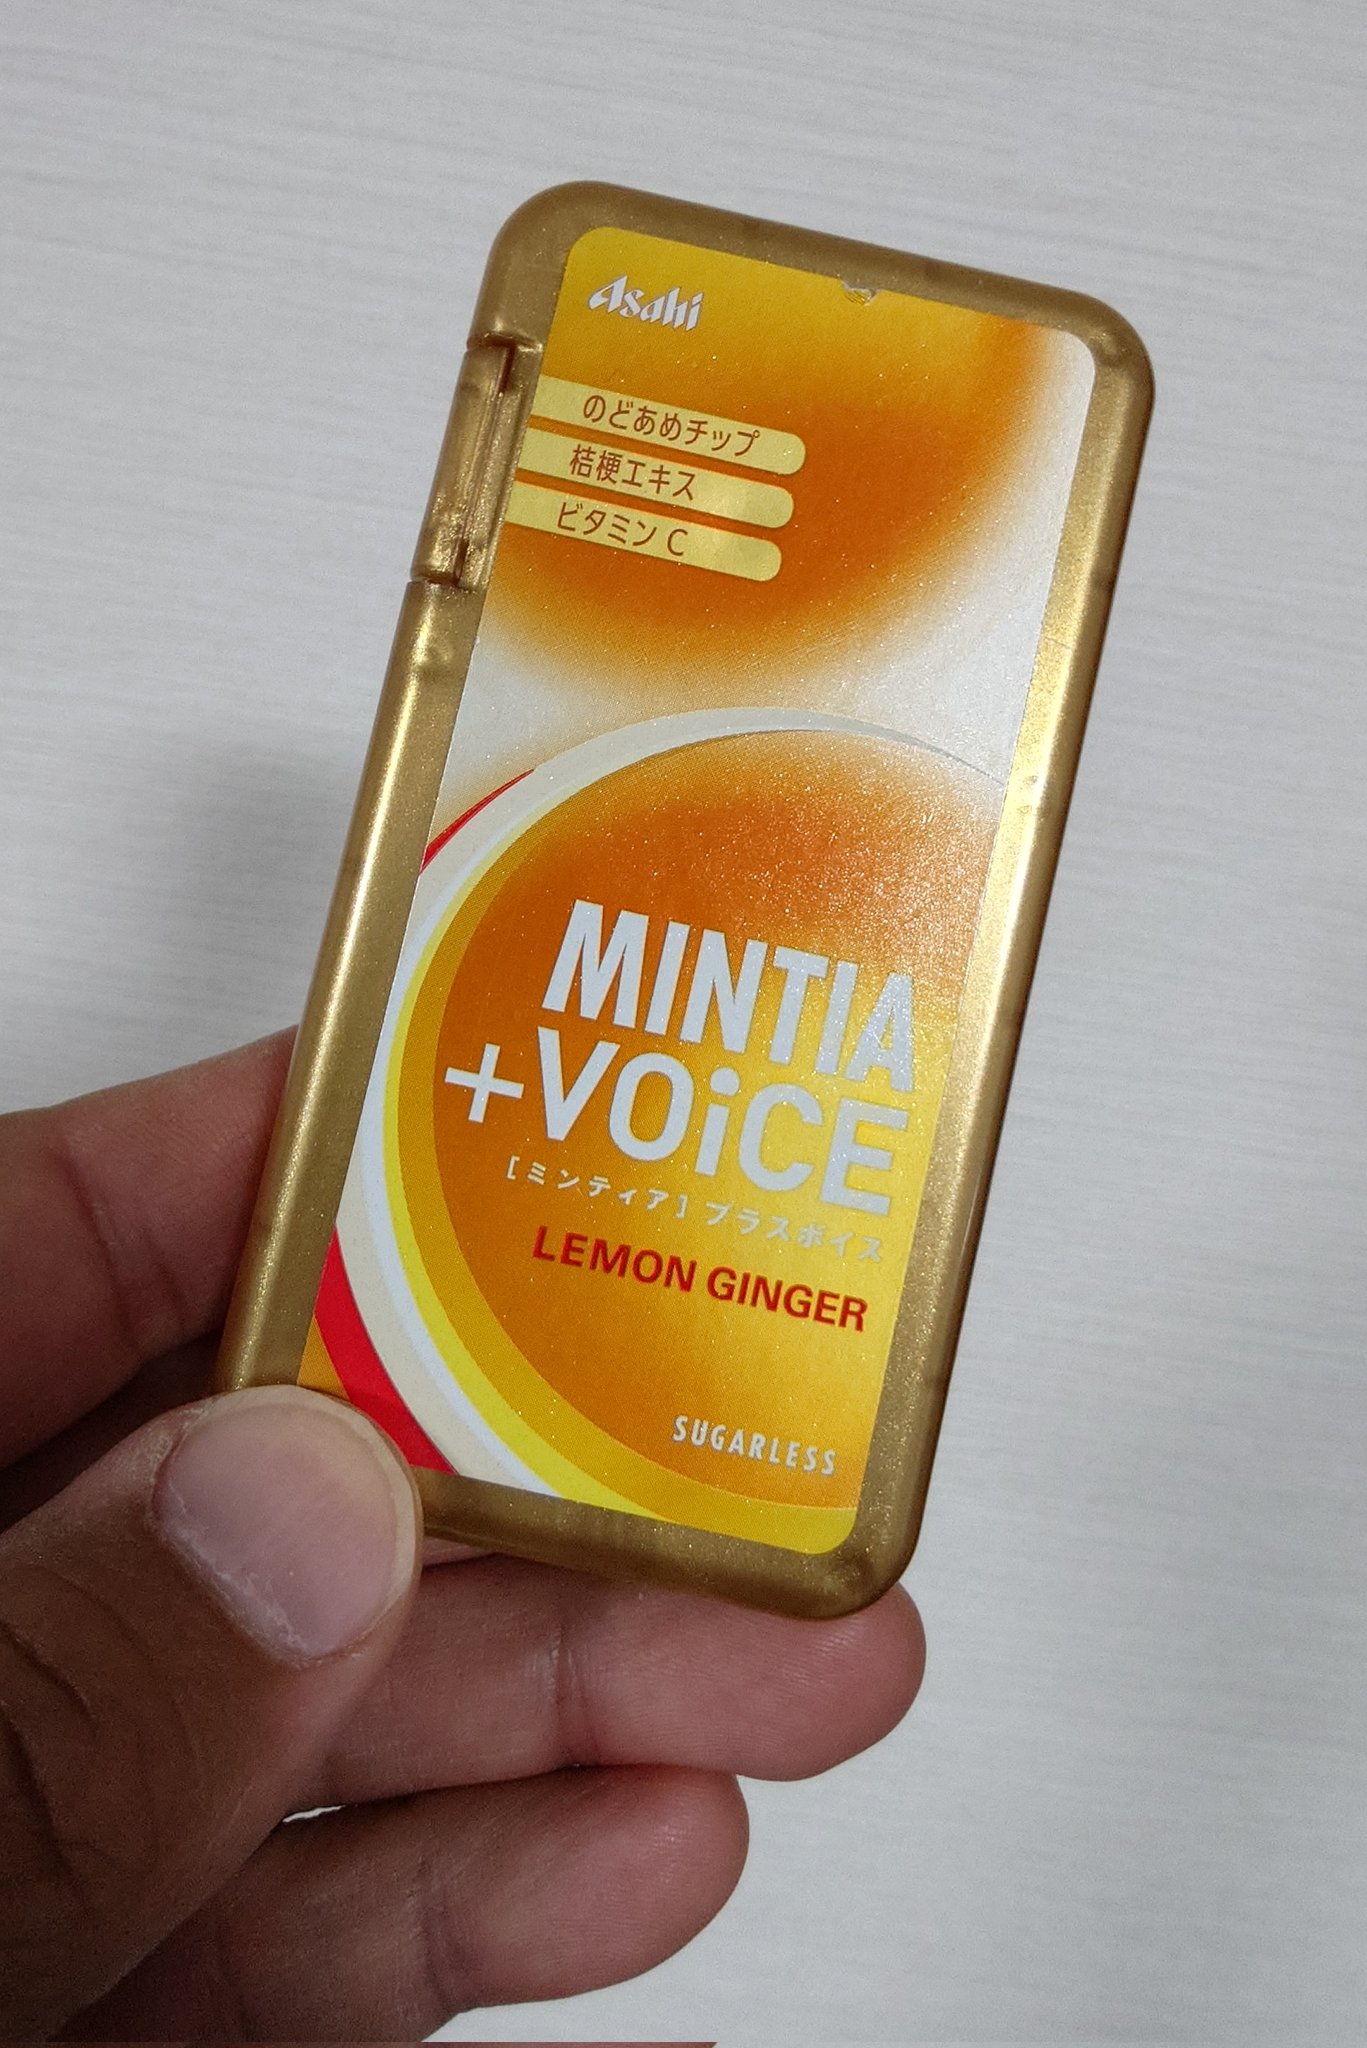 Asahi
のどあめチップ
桔梗エキス
ビタミンC
MINTIA
+VOiCE
[ミンティア]プラスボイス
LEMON GINGER
SUGARLESS